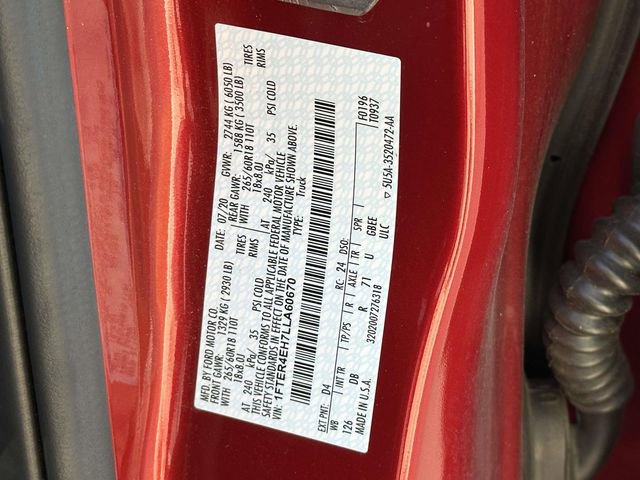 MFD. BY FORD MOTOR CO.
DATE: 07/20 GVWR: 2744 KG ( 6050 LB)
FRONT GAWR: 1329 KG ( 2930 LB) REAR GAWR: 1588 KG ( 3500 LB)
WITH 265/60R18 110T TIRES WITH 265/60R18 110T TIRES
18x8.0J RIMS 18x8.0J RIMS
AT 240 kPa/ 35 PSI COLD AT 240 kPa/ 35 PSI COLD
THIS VEHICLE CONFORMS TO ALL APPLICABLE FEDERAL MOTOR VEHICLE
SAFETY STANDARDS IN EFFECT ON THE DATE OF MANUFACTURE SHOWN ABOVE.
VIN: 1FTER4EH7LLA60670 TYPE: Truck
EXT PNT: D4 RC: 24 DSO: F0196
T0937
WB INT TR TP/PS R AXLE TR SPR
126 DB R 71 U GBEE
ULC
MADE IN U.S.A. 320200727631B ▽ 5U5A-3520472-AA